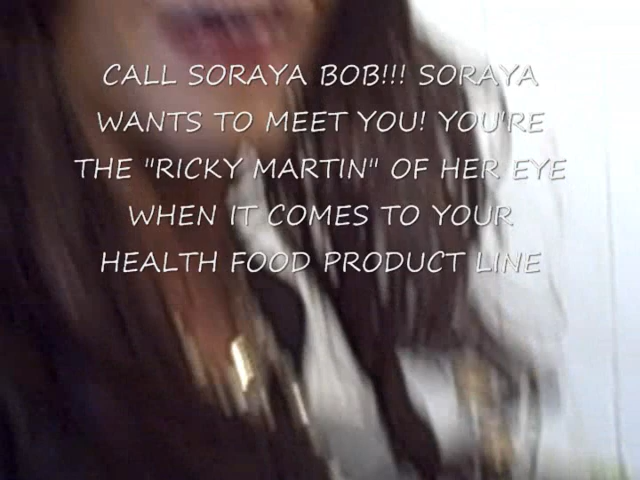 CALL SORAYA BOB!!! SORAYA
WANTS TO MEET YOU! YOU'RE
THE "RICKY MARTIN" OF HER EYE
WHEN IT COMES TO YOUR
HEALTH FOOD PRODUCT LINE